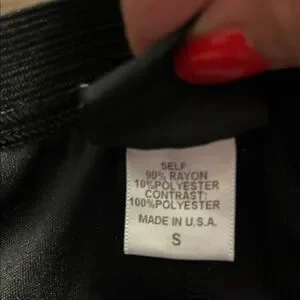 SELF:
90% RAYON
10%POLYESTER
CONTRAST:
100%POLYESTER
MADE IN U.S.A.
S